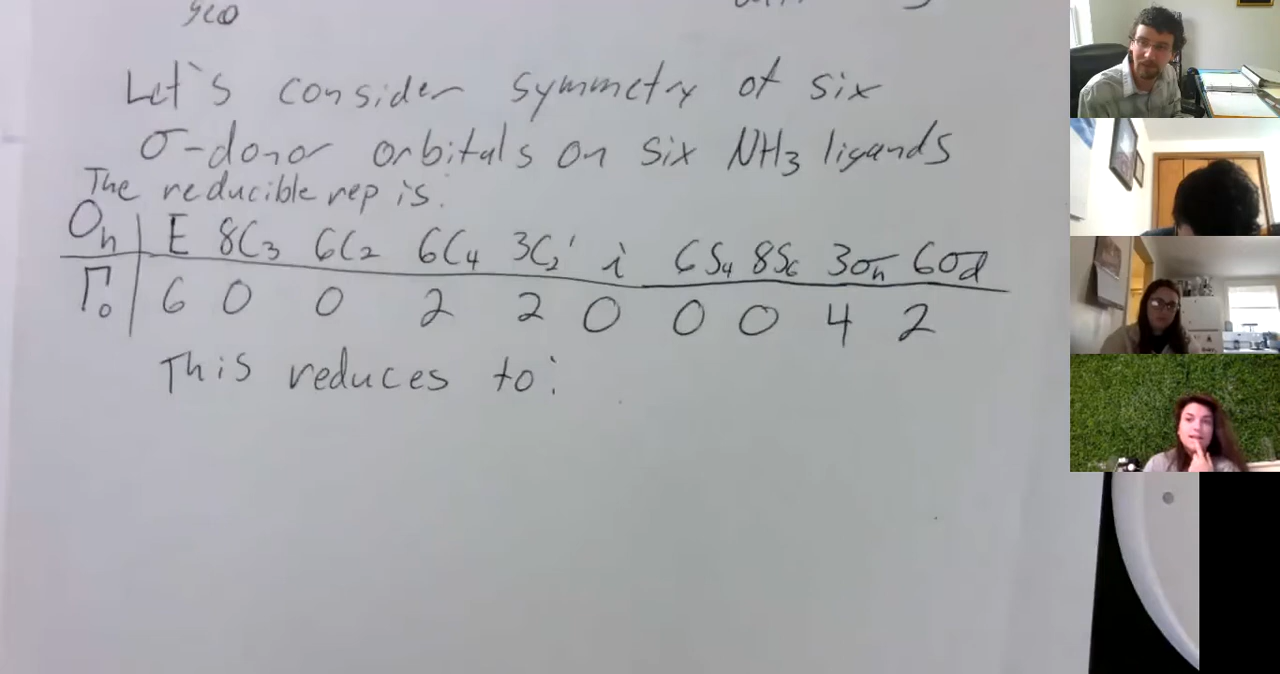 geo
Let's consider symmetry of six
σ-donor orbitals on six NH3 ligands
The reducible rep is:
Oh | E 8C3 6C2 6C4 3C2' i 6S4 8S6 3σh 6σd
Γσ | 6 0 0 2 2 0 0 0 4 2
This reduces to: